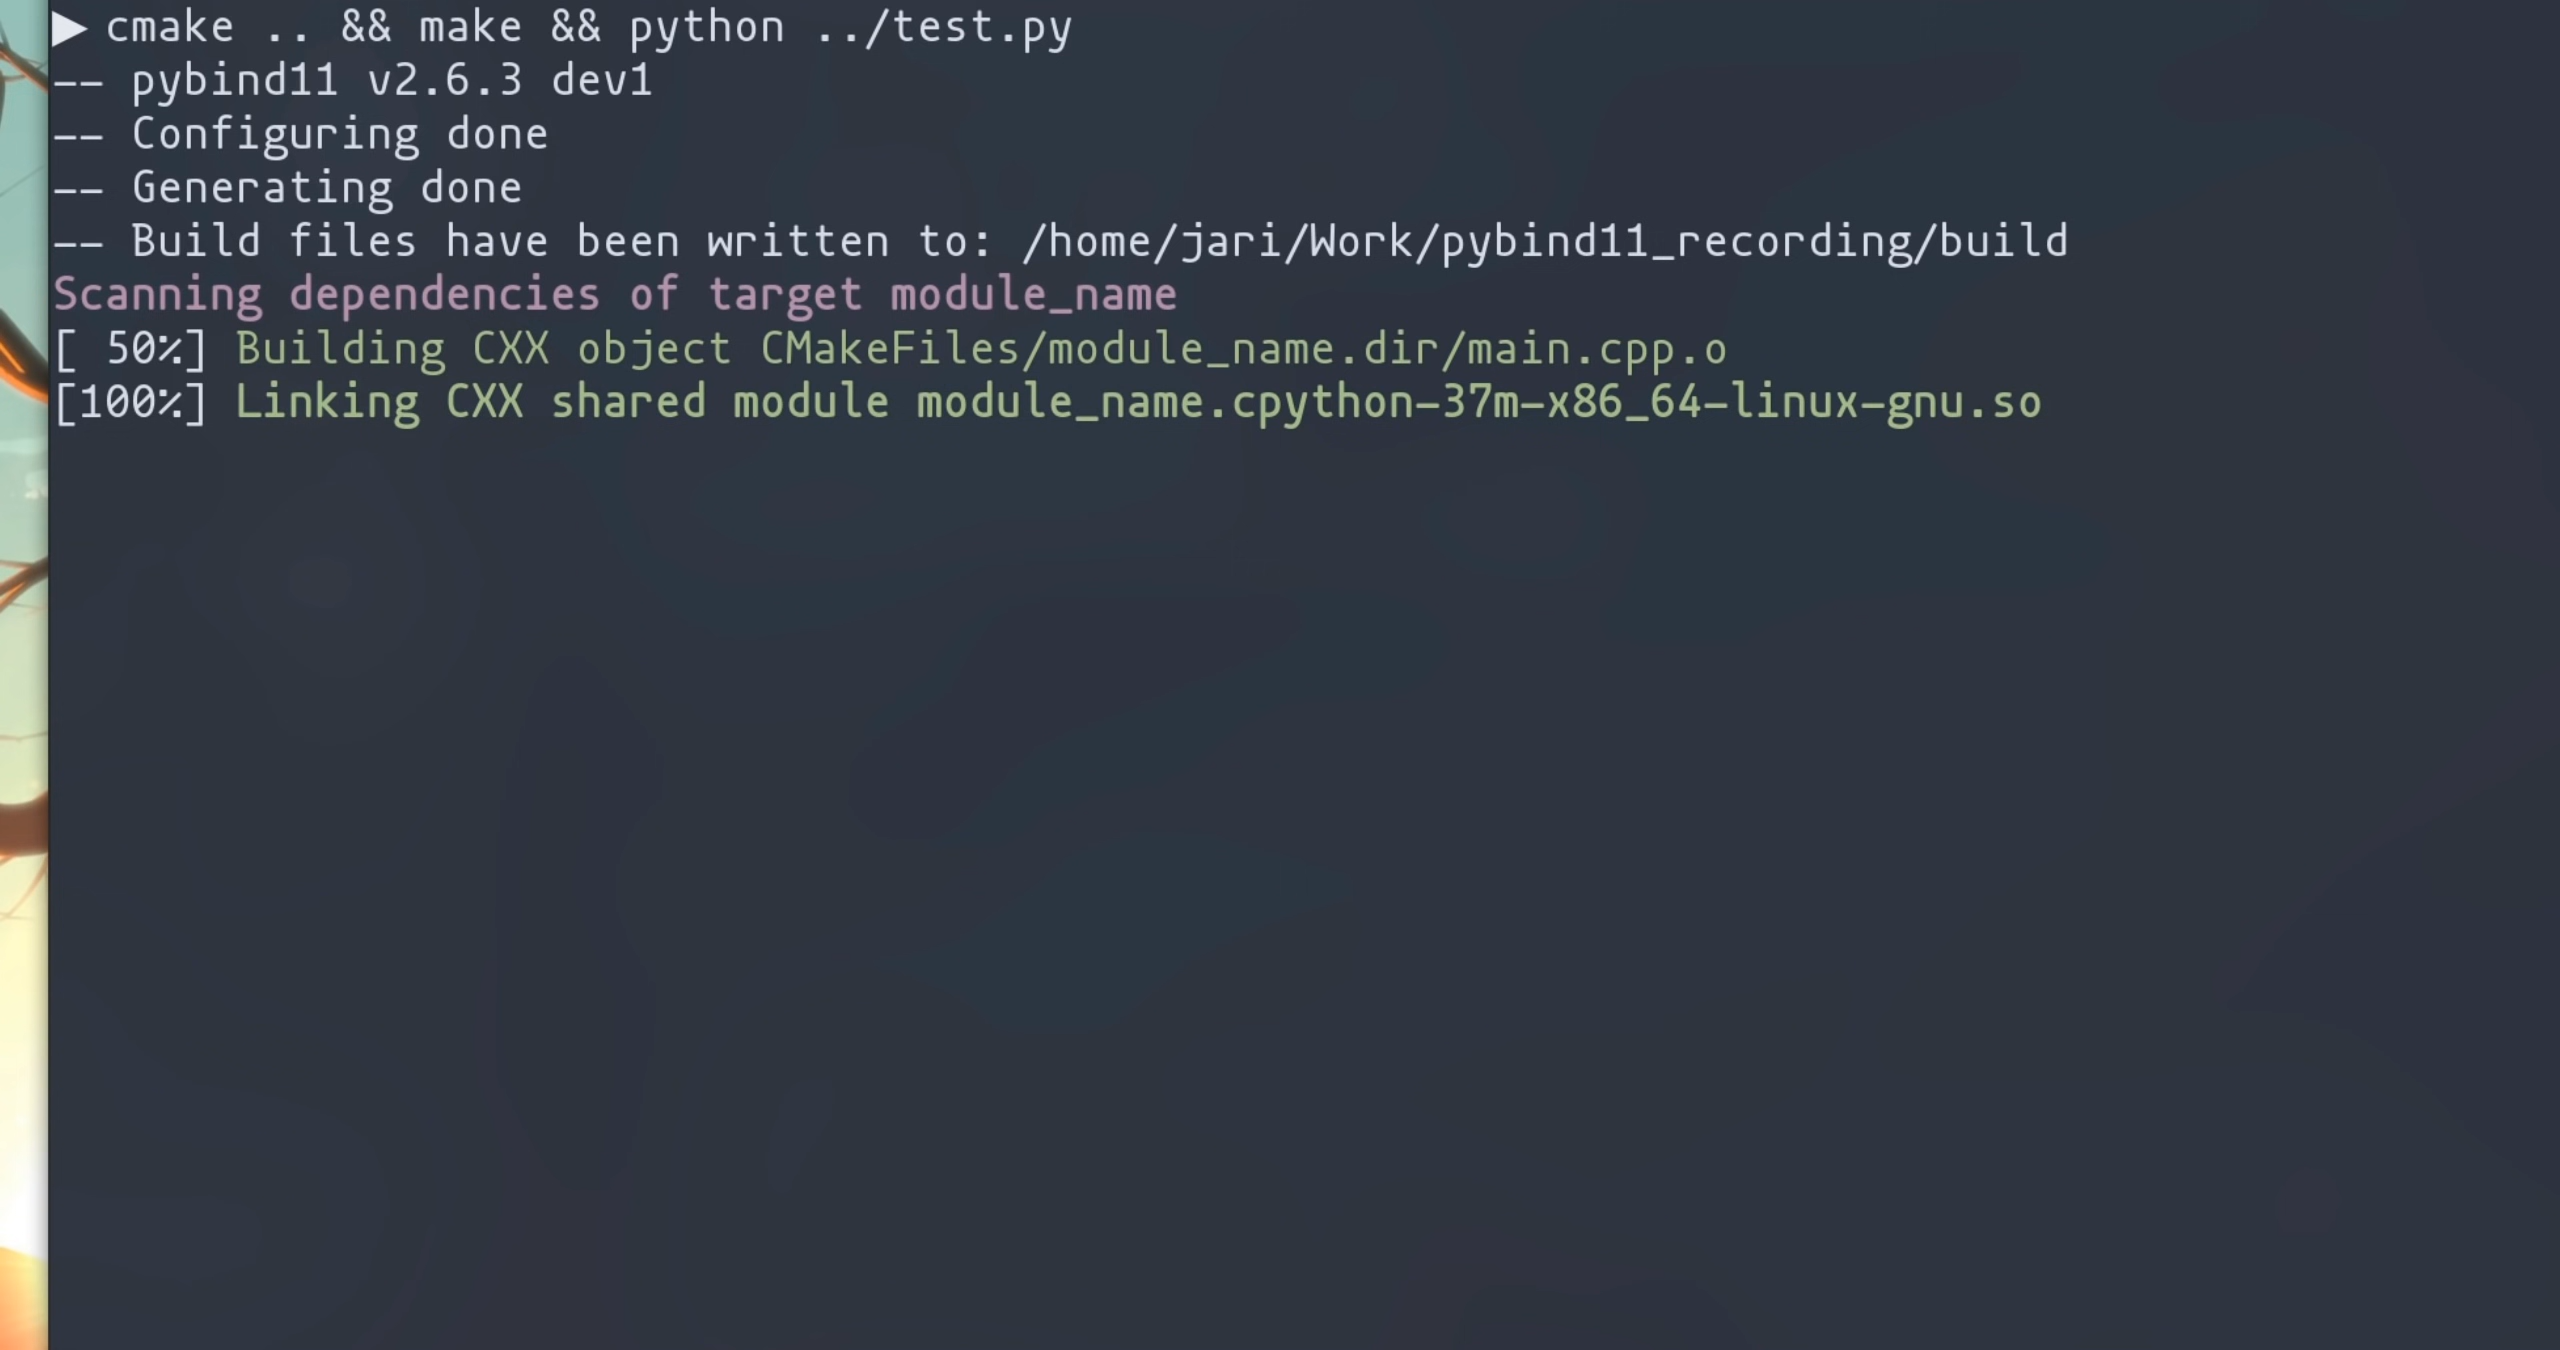 ▶ cmake .. && make && python ../test.py
-- pybind11 v2.6.3 dev1
-- Configuring done
-- Generating done
-- Build files have been written to: /home/jari/Work/pybind11_recording/build
Scanning dependencies of target module_name
[ 50%] Building CXX object CMakeFiles/module_name.dir/main.cpp.o
[100%] Linking CXX shared module module_name.cpython-37m-x86_64-linux-gnu.so